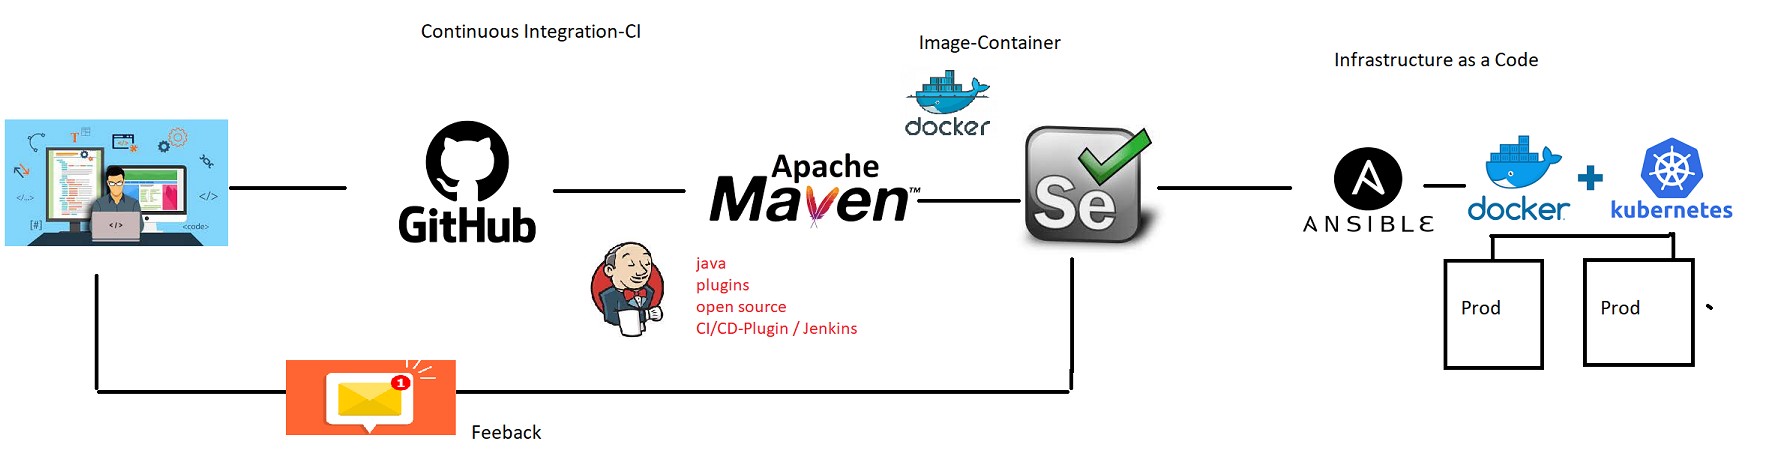 Continuous Integration-CI
Image-Container
Infrastructure as a Code
docker
T
</>
</..>
</>
[#]
</>
<code>
GitHub
Apache
Maven™
Se
ANSIBLE
docker
kubernetes
java
plugins
open source
CI/CD-Plugin / Jenkins
Prod
Prod
1
Feeback